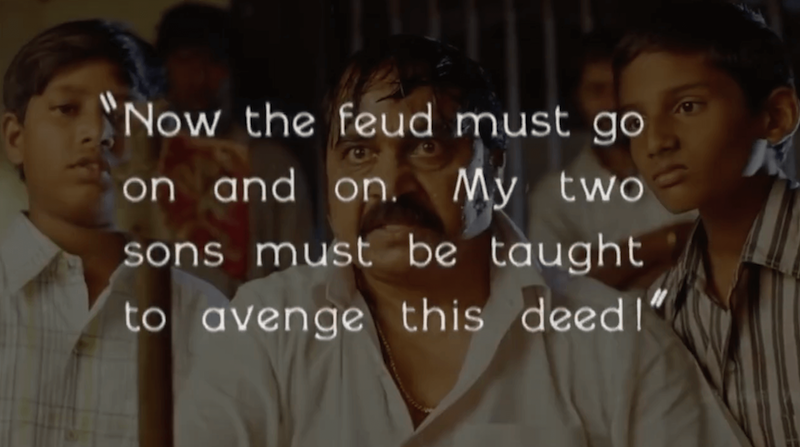 "Now the feud must go
on and on. My two
sons must be taught
to avenge this deed!"